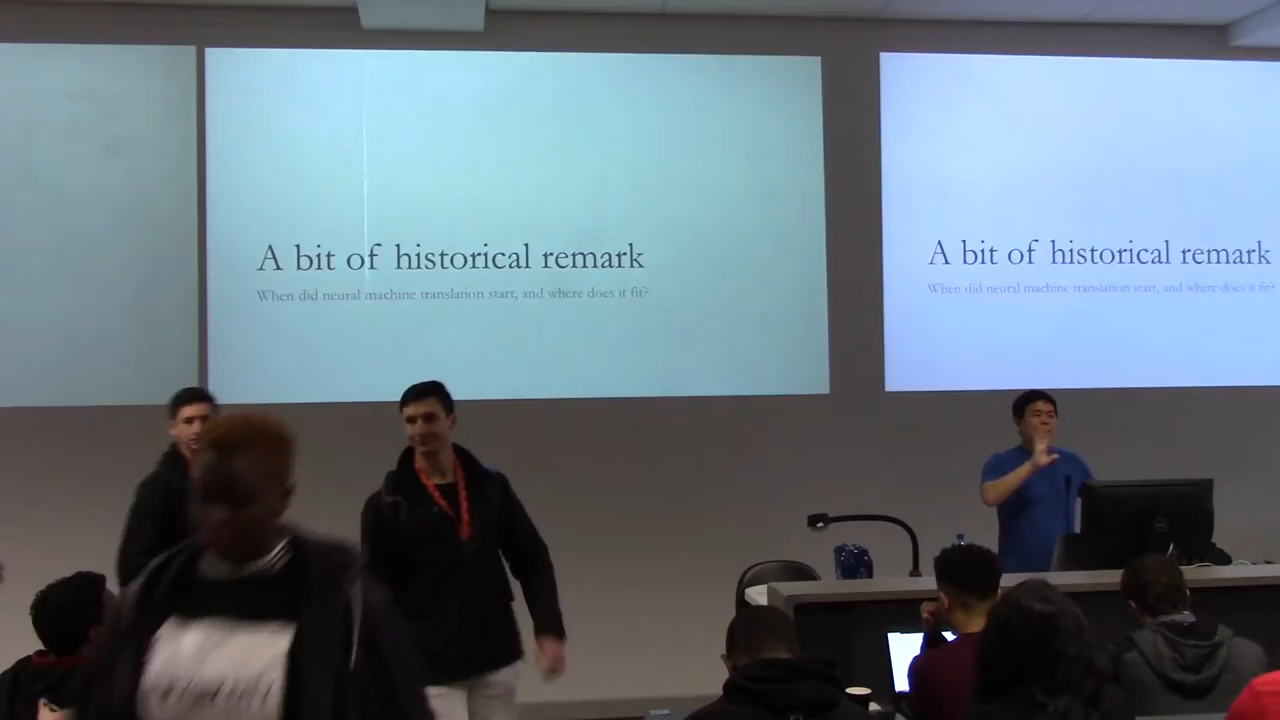 A bit of historical remark
When did neural machine translation start, and where does it fit?
A bit of historical remark
When did neural machine translation start, and where does it fit?